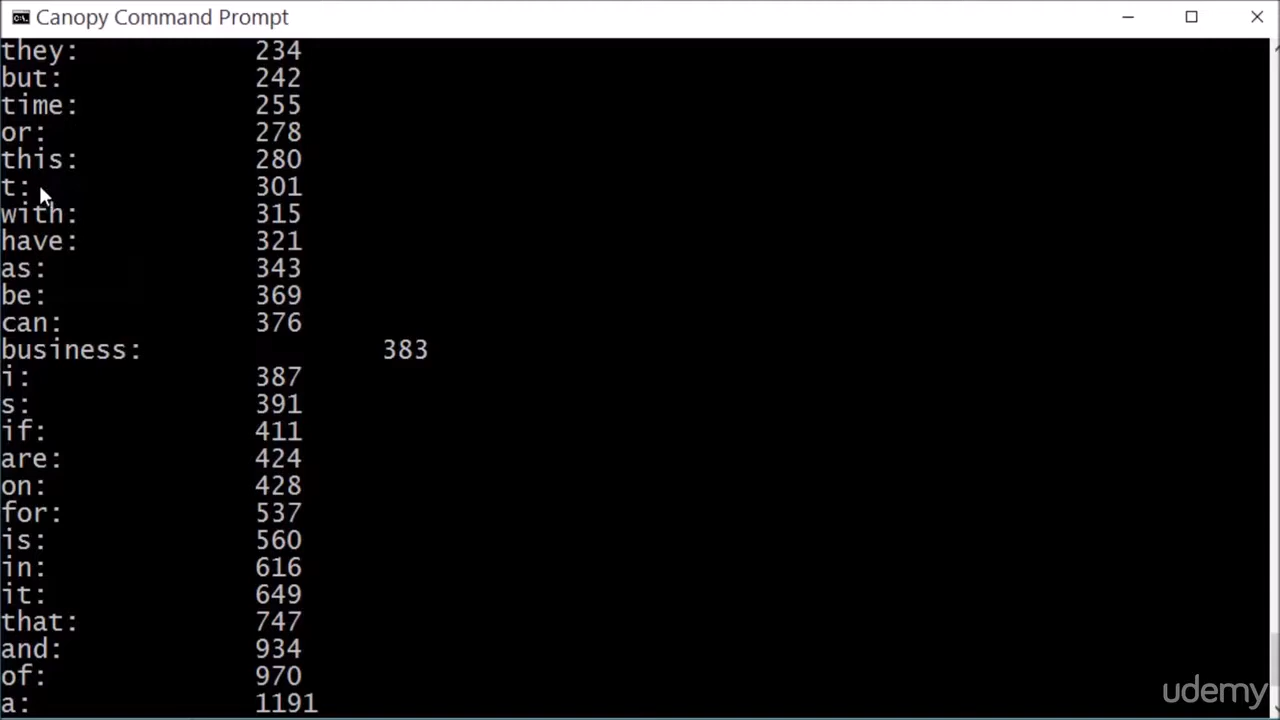 Canopy Command Prompt
they: 234
but: 242
time: 255
or: 278
this: 280
t: 301
with: 315
have: 321
as: 343
be: 369
can: 376
business: 383
i: 387
s: 391
if: 411
are: 424
on: 428
for: 537
is: 560
in: 616
it: 649
that: 747
and: 934
of: 970
a: 1191
udemy